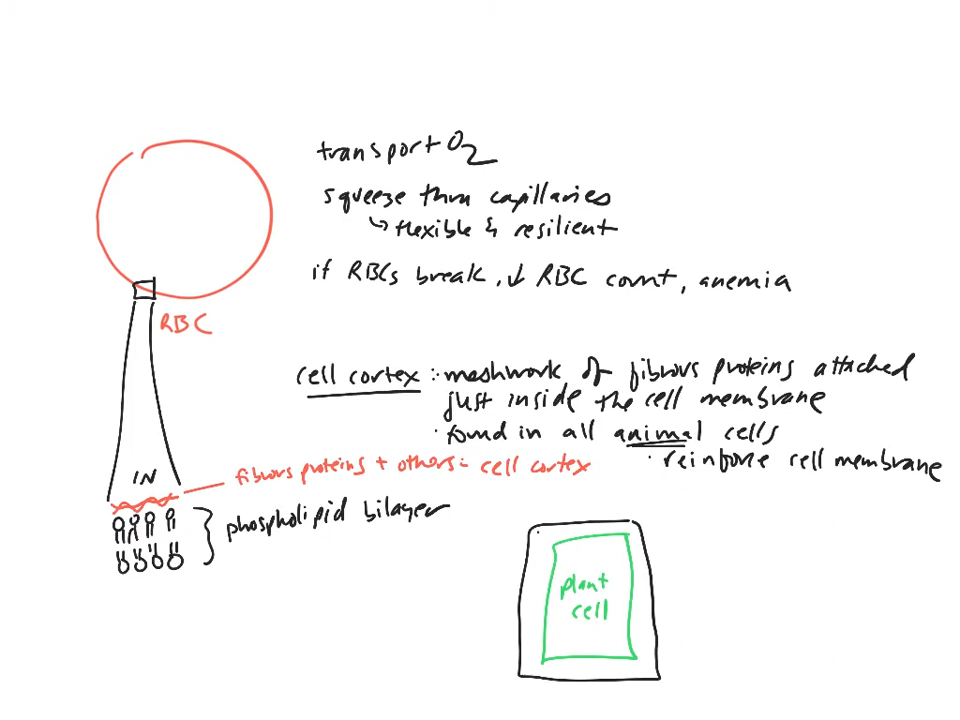 transport O2
squeeze thru capillaries
↳ flexible & resilient
if RBCs break, ↓ RBC count, anemia
RBC
cell cortex : · meshwork of fibrous proteins attached
just inside the cell membrane
· found in all animal cells
· reinforce cell membrane
IN
fibrous proteins + others = cell cortex
phospholipid bilayer
plant
cell